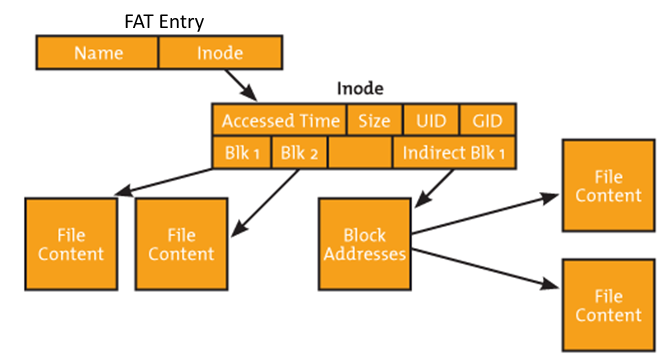 FAT Entry
Name Inode
Inode
Accessed Time Size UID GID
Blk 1 Blk 2 Indirect Blk 1
File
Content
File
Content
Block
Addresses
File
Content
File
Content